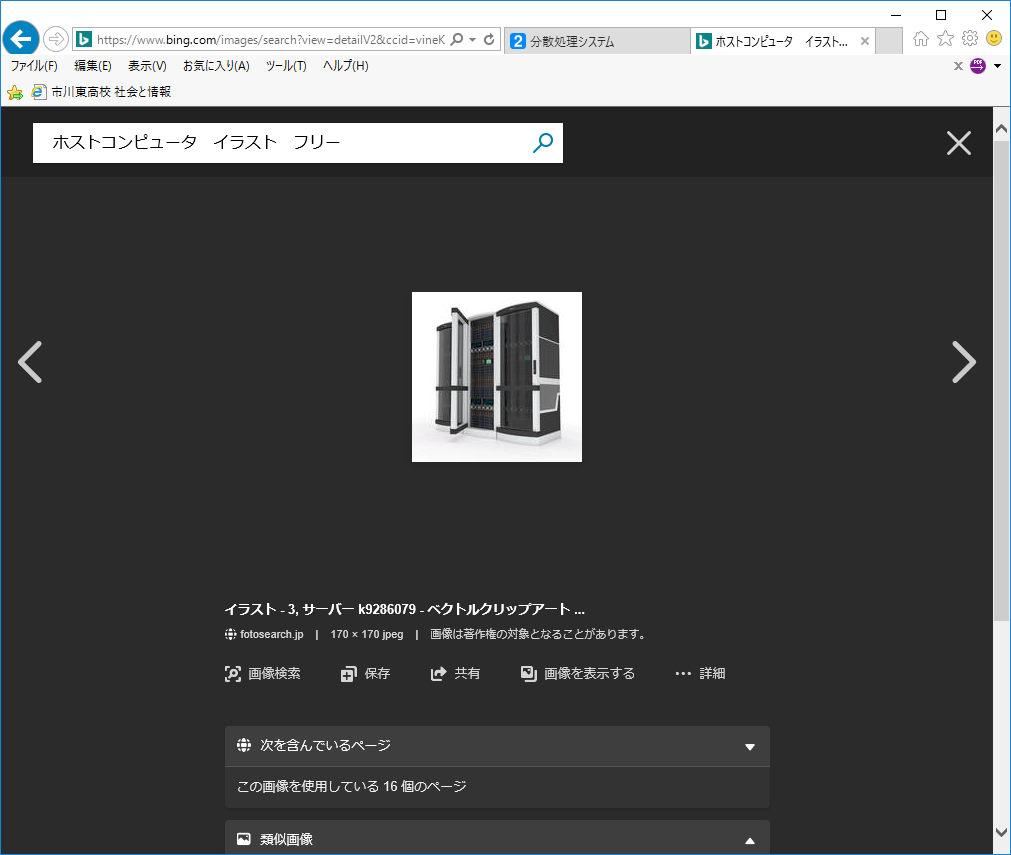 https://www.bing.com/images/search?view=detailV2&ccid=vineK
分散処理システム
ホストコンピュータ　イラスト...
ファイル(F) 編集(E) 表示(V) お気に入り(A) ツール(T) ヘルプ(H)
PDF
市川東高校 社会と情報
ホストコンピュータ　イラスト　フリー
イラスト - 3, サーバー k9286079 - ベクトルクリップアート ...
fotosearch.jp | 170 × 170 jpeg | 画像は著作権の対象となることがあります。
画像検索 保存 共有 画像を表示する 詳細
次を含んでいるページ
この画像を使用している 16 個のページ
類似画像